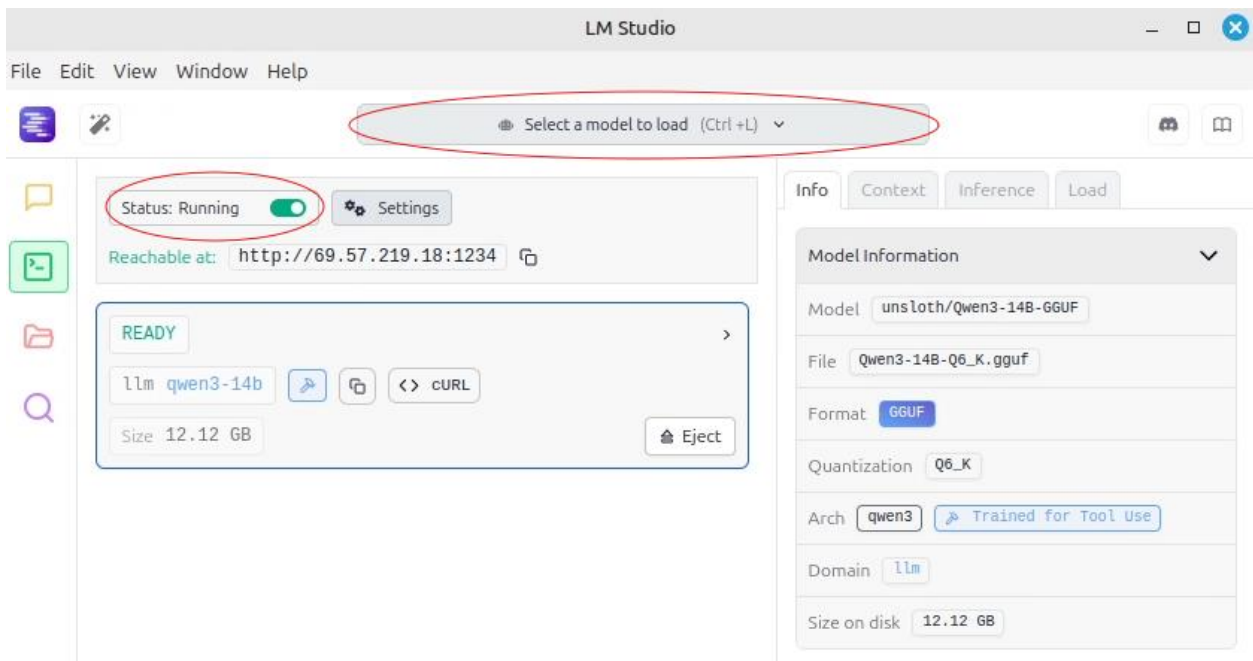 LM Studio
File Edit View Window Help
Select a model to load (Ctrl+L)
Status: Running
Settings
Reachable at: http://69.57.219.18:1234
READY
llm qwen3-14b
<> cURL
Size 12.12 GB
Eject
Info Context Inference Load
Model Information
Model unsloth/Qwen3-14B-GGUF
File Qwen3-14B-Q6_K.gguf
Format GGUF
Quantization Q6_K
Arch qwen3 Trained for Tool Use
Domain llm
Size on disk 12.12 GB